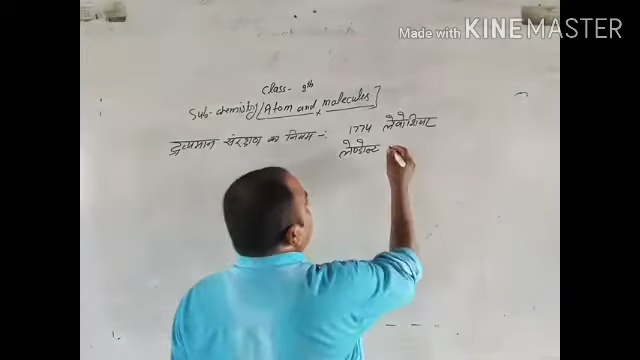 Made with KINEMASTER
Class- 9th
Sub- chemistry [Atom and molecules]
द्रव्यमान संरक्षण का नियम -: 1774 लेवोशियर
लेण्डोल्ट